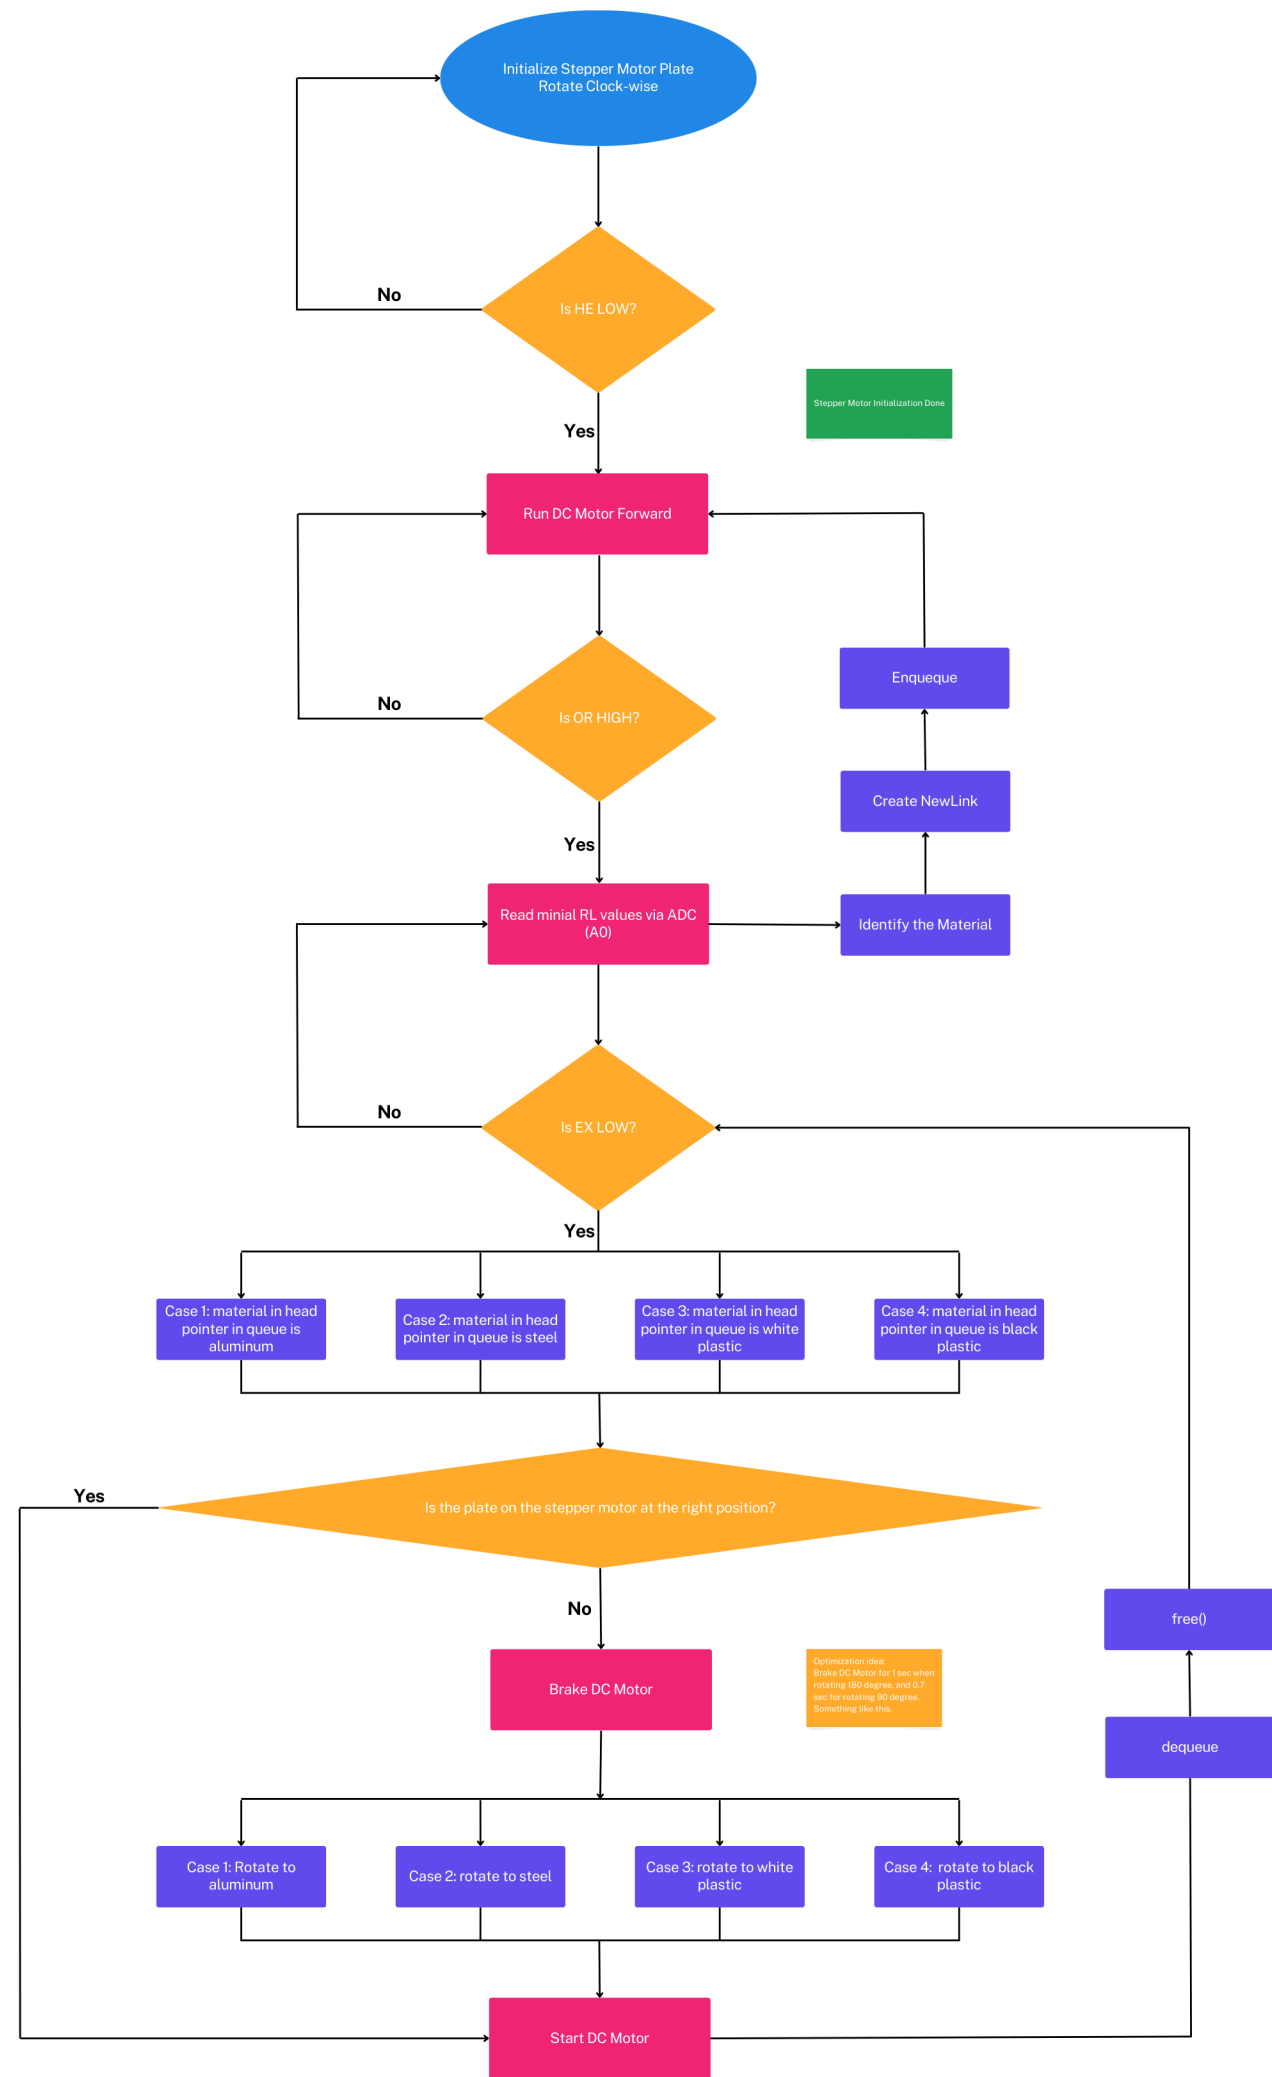 Initialize Stepper Motor Plate
Rotate Clock-wise
Is HE LOW?
No
Stepper Motor Initialization Done
Yes
Run DC Motor Forward
Enqueque
No
Is OR HIGH?
Create NewLink
Yes
Read minial RL values via ADC
(A0)
Identify the Material
No
Is EX LOW?
Yes
Case 1: material in head
pointer in queue is
aluminum
Case 2: material in head
pointer in queue is steel
Case 3: material in head
pointer in queue is white
plastic
Case 4: material in head
pointer in queue is black
plastic
Yes
Is the plate on the stepper motor at the right position?
No
free()
Brake DC Motor
Optimization idea:
Brake DC Motor for 1 sec when
rotating 180 degree. and 0.7
sec for rotating 90 degree.
Something like this.
dequeue
Case 1: Rotate to
aluminum
Case 2: rotate to steel
Case 3: rotate to white
plastic
Case 4:  rotate to black
plastic
Start DC Motor